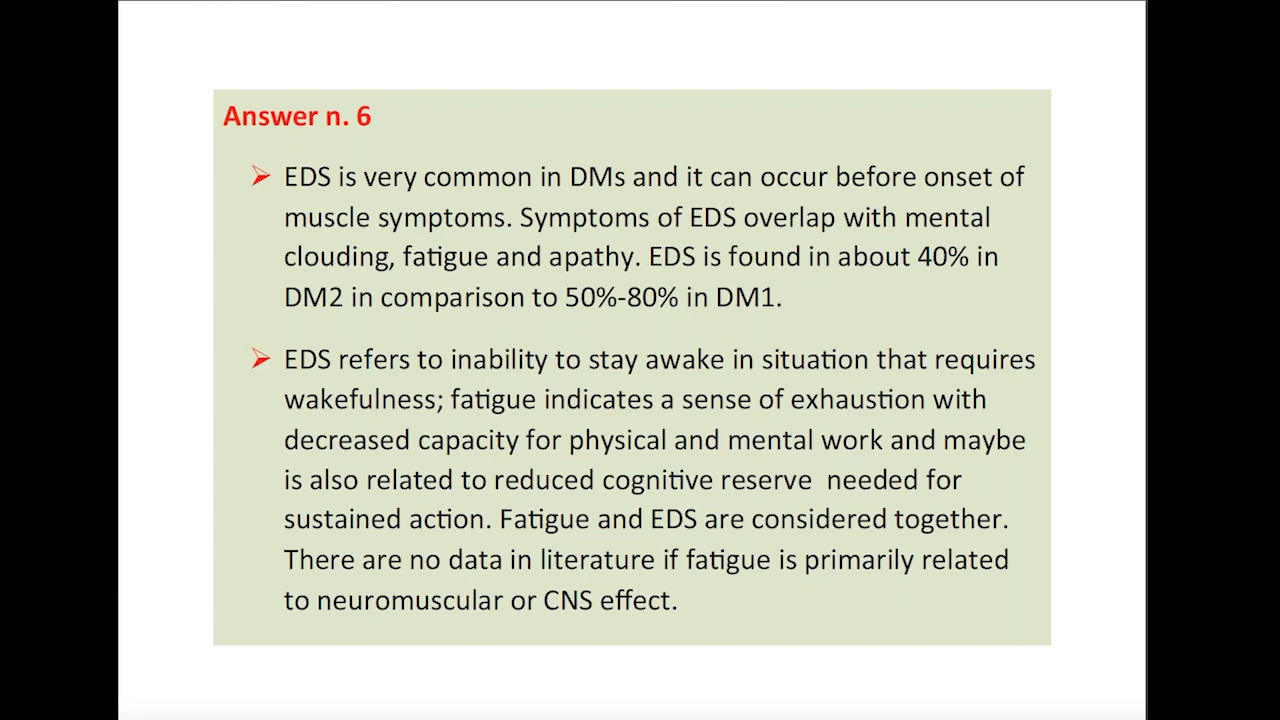 Answer n. 6
EDS is very common in DMs and it can occur before onset of
muscle symptoms. Symptoms of EDS overlap with mental
clouding, fatigue and apathy. EDS is found in about 40% in
DM2 in comparison to 50%-80% in DM1.
EDS refers to inability to stay awake in situation that requires
wakefulness; fatigue indicates a sense of exhaustion with
decreased capacity for physical and mental work and maybe
is also related to reduced cognitive reserve  needed for
sustained action. Fatigue and EDS are considered together.
There are no data in literature if fatigue is primarily related
to neuromuscular or CNS effect.